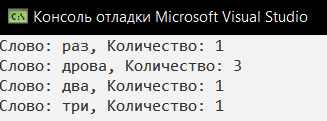 Консоль отладки Microsoft Visual Studio
Слово: раз, Количество: 1
Слово: дрова, Количество: 3
Слово: два, Количество: 1
Слово: три, Количество: 1